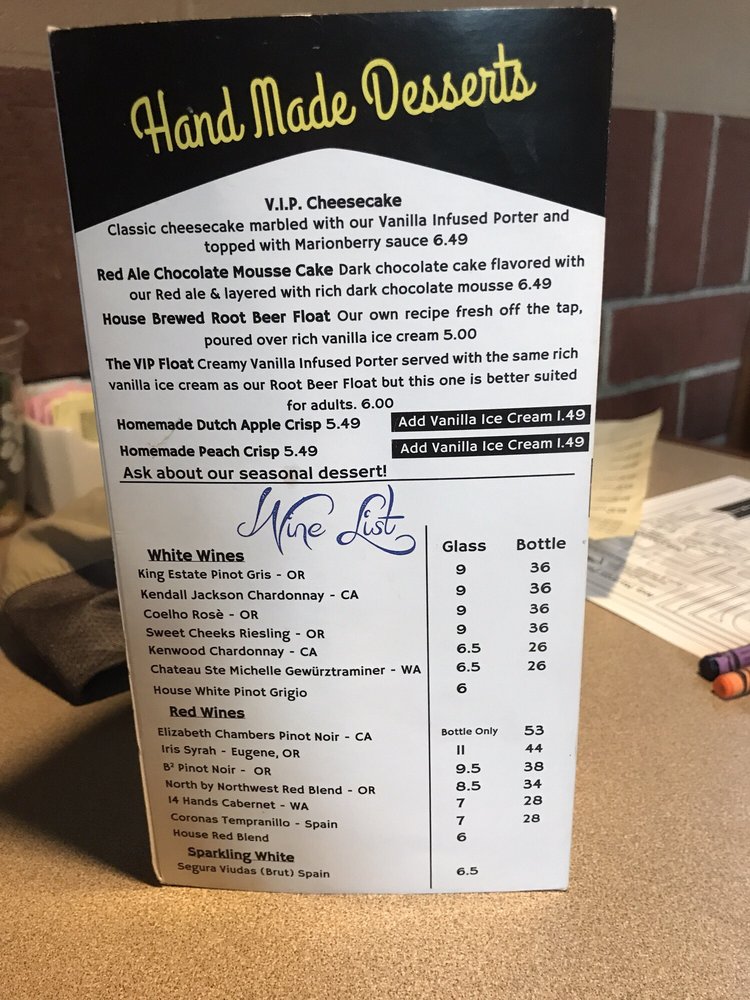 Hand Made Desserts
V.I.P. Cheesecake
Classic cheesecake marbled with our Vanilla Infused Porter and
topped with Marionberry sauce 6.49
Red Ale Chocolate Mousse Cake Dark chocolate cake flavored with
our Red ale & layered with rich dark chocolate mousse 6.49
House Brewed Root Beer Float Our own recipe fresh off the tap,
poured over rich vanilla ice cream 5.00
The VIP Float Creamy Vanilla Infused Porter served with the same rich
vanilla ice cream as our Root Beer Float but this one is better suited
for adults. 6.00
Homemade Dutch Apple Crisp 5.49 Add Vanilla Ice Cream 1.49
Homemade Peach Crisp 5.49 Add Vanilla Ice Cream 1.49
Ask about our seasonal dessert!
Wine List
White Wines Glass Bottle
King Estate Pinot Gris - OR 9 36
Kendall Jackson Chardonnay - CA 9 36
Coelho Rosè - OR 9 36
Sweet Cheeks Riesling - OR 9 36
Kenwood Chardonnay - CA 6.5 26
Chateau Ste Michelle Gewürztraminer - WA 6.5 26
House White Pinot Grigio 6
Red Wines
Elizabeth Chambers Pinot Noir - CA Bottle Only 53
Iris Syrah - Eugene, OR 11 44
B² Pinot Noir - OR 9.5 38
North by Northwest Red Blend - OR 8.5 34
14 Hands Cabernet - WA 7 28
Coronas Tempranillo - Spain 7 28
House Red Blend 6
Sparkling White
Segura Viudas (Brut) Spain 6.5